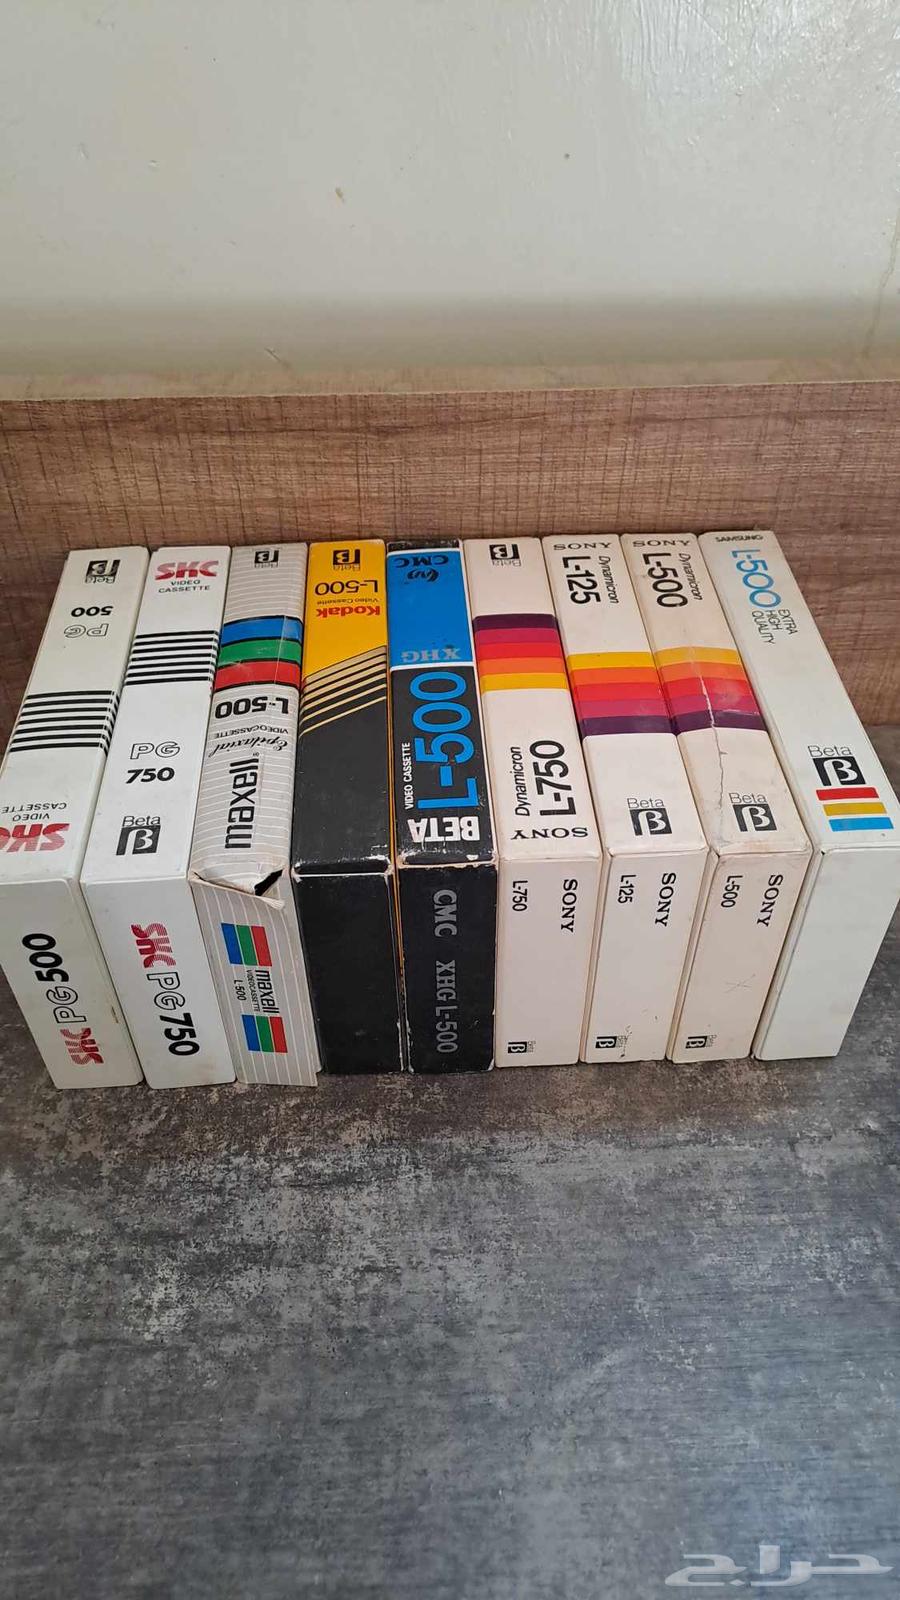 Beta
500
PG
VIDEO
CASSETTE
SKC
SKC PG 500
SKC
VIDEO
CASSETTE
PG
750
Beta
SKC PG 750
Beta
L-500
VIDEOCASSETTE
Epitaxial
maxell
maxell
VIDEOCASSETTE
L-500
Beta
L-500
Video Cassette
Kodak
CMC
XHG
L-500
VIDEO CASSETTE
BETA
CMC XHG L-500
Beta
Dynamicron
L-750
SONY
SONY
L-750
Beta
SONY
L-125
Dynamicron
Beta
SONY
L-125
Beta
SONY
Dynamicron
L-500
Beta
SONY
L-500
Beta
SAMSUNG
L-500
EXTRA
HIGH
QUALITY
Beta
حراج